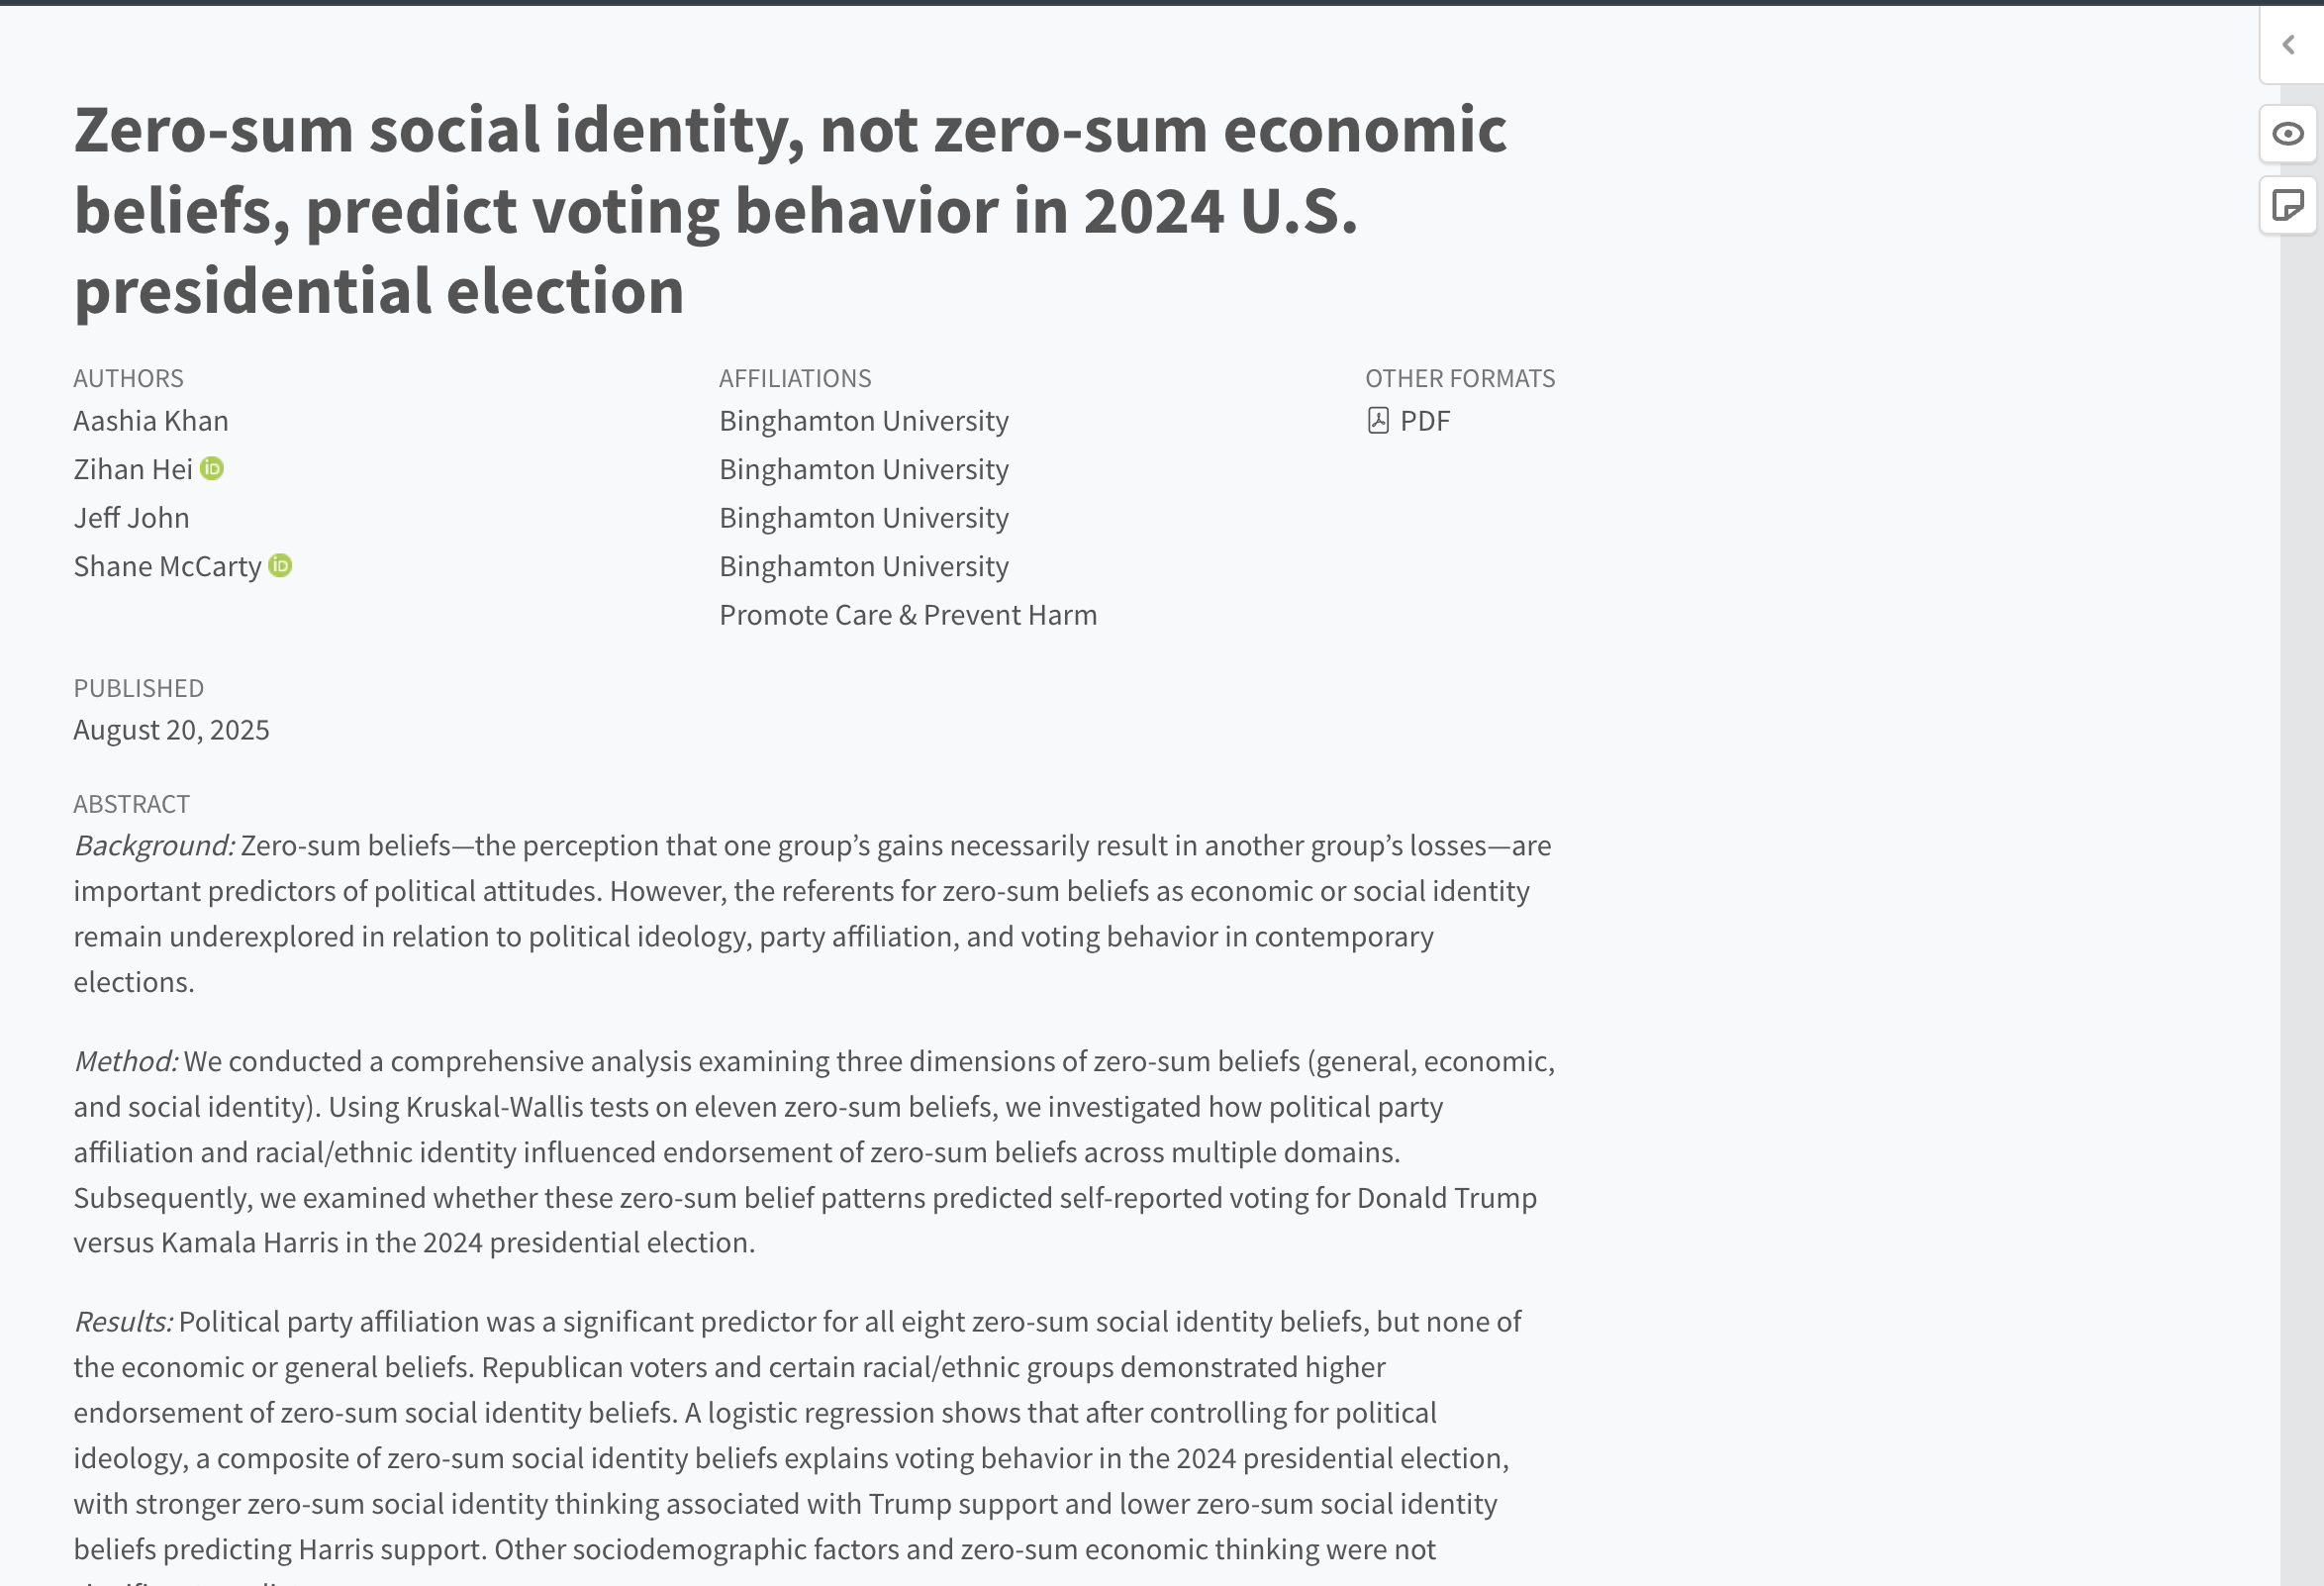 Zero-sum social identity, not zero-sum economic
beliefs, predict voting behavior in 2024 U.S.
presidential election
AUTHORS
Aashia Khan
Zihan Hei iD
Jeff John
Shane McCarty iD
AFFILIATIONS
Binghamton University
Binghamton University
Binghamton University
Binghamton University
Promote Care & Prevent Harm
OTHER FORMATS
PDF
PUBLISHED
August 20, 2025
ABSTRACT
Background: Zero-sum beliefs—the perception that one group’s gains necessarily result in another group’s losses—are
important predictors of political attitudes. However, the referents for zero-sum beliefs as economic or social identity
remain underexplored in relation to political ideology, party affiliation, and voting behavior in contemporary
elections.
Method: We conducted a comprehensive analysis examining three dimensions of zero-sum beliefs (general, economic,
and social identity). Using Kruskal-Wallis tests on eleven zero-sum beliefs, we investigated how political party
affiliation and racial/ethnic identity influenced endorsement of zero-sum beliefs across multiple domains.
Subsequently, we examined whether these zero-sum belief patterns predicted self-reported voting for Donald Trump
versus Kamala Harris in the 2024 presidential election.
Results: Political party affiliation was a significant predictor for all eight zero-sum social identity beliefs, but none of
the economic or general beliefs. Republican voters and certain racial/ethnic groups demonstrated higher
endorsement of zero-sum social identity beliefs. A logistic regression shows that after controlling for political
ideology, a composite of zero-sum social identity beliefs explains voting behavior in the 2024 presidential election,
with stronger zero-sum social identity thinking associated with Trump support and lower zero-sum social identity
beliefs predicting Harris support. Other sociodemographic factors and zero-sum economic thinking were not